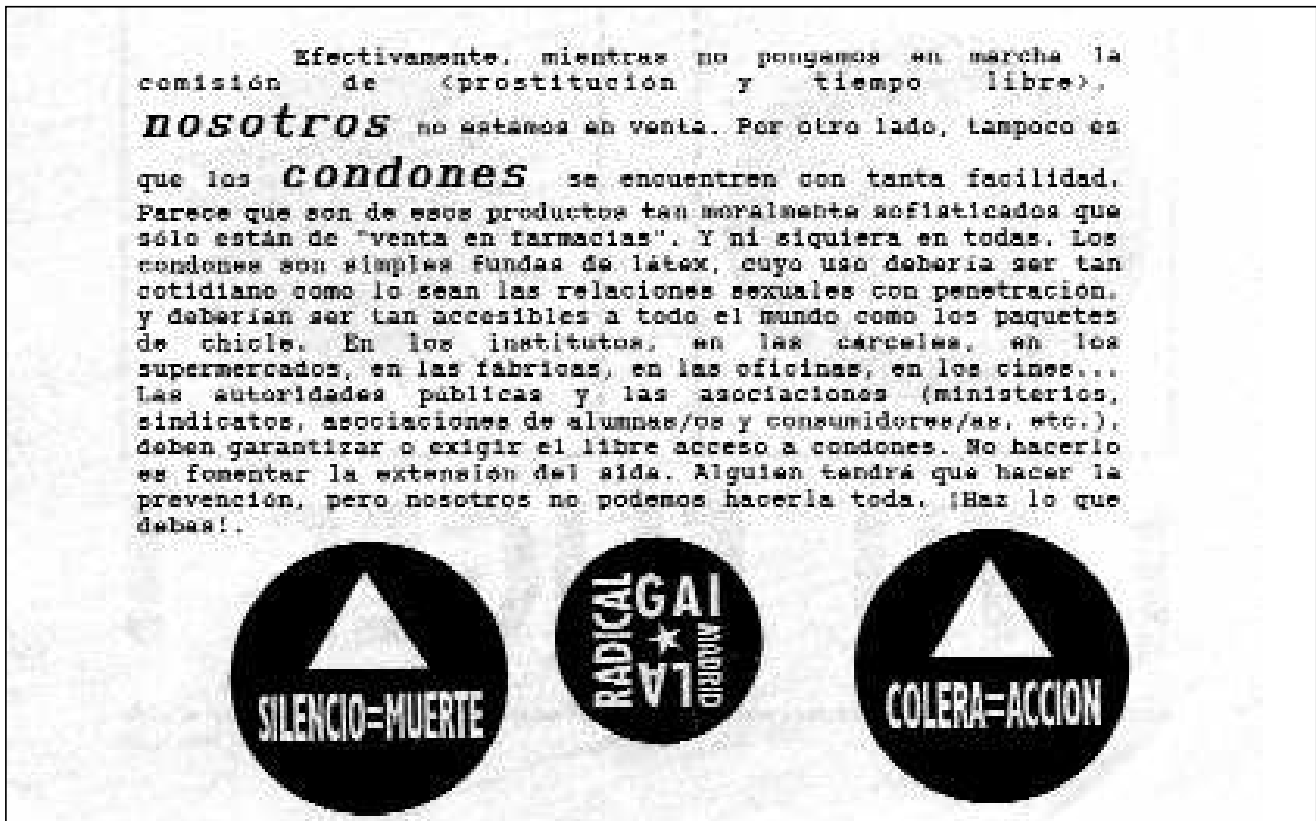 Efectivamente, mientras no pongamos en marcha la
comisión de <prostitución y tiempo libre>,
nosotros no estamos en venta. Por otro lado, tampoco es
que los condones se encuentren con tanta facilidad.
Parece que son de esos productos tan moralmente sofisticados que
sólo están de "venta en farmacias". Y ni siquiera en todas. Los
condones son simples fundas de látex, cuyo uso debería ser tan
cotidiano como lo sean las relaciones sexuales con penetración,
y deberían ser tan accesibles a todo el mundo como los paquetes
de chicle. En los institutos, en las cárceles, en los
supermercados, en las fábricas, en las oficinas, en los cines...
Las autoridades públicas y las asociaciones (ministerios,
sindicatos, asociaciones de alumnas/os y consumidores/as, etc.),
deben garantizar o exigir el libre acceso a condones. No hacerlo
es fomentar la extensión del sida. Alguien tendrá que hacer la
prevención, pero nosotros no podemos hacerla toda. ¡Haz lo que
debas!.
SILENCIO=MUERTE
LA
RADICAL
GAI
MADRID
COLERA=ACCION